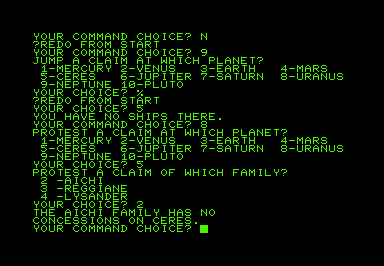 YOUR COMMAND CHOICE? N
?REDO FROM START
YOUR COMMAND CHOICE? 9
JUMP A CLAIM AT WHICH PLANET?
1-MERCURY 2-VENUS 3-EARTH 4-MARS
5-CERES 6-JUPITER 7-SATURN 8-URANUS
9-NEPTUNE 10-PLUTO
YOUR CHOICE? %
?REDO FROM START
YOUR CHOICE? 5
YOU HAVE NO SHIPS THERE.
YOUR COMMAND CHOICE? 8
PROTEST A CLAIM AT WHICH PLANET?
1-MERCURY 2-VENUS 3-EARTH 4-MARS
5-CERES 6-JUPITER 7-SATURN 8-URANUS
9-NEPTUNE 10-PLUTO
YOUR CHOICE? 5
PROTEST A CLAIM OF WHICH FAMILY?
2 -AICHI
3 -REGGIANE
4 -LYSANDER
YOUR CHOICE? 2
THE AICHI FAMILY HAS NO
CONCESSIONS ON CERES.
YOUR COMMAND CHOICE?